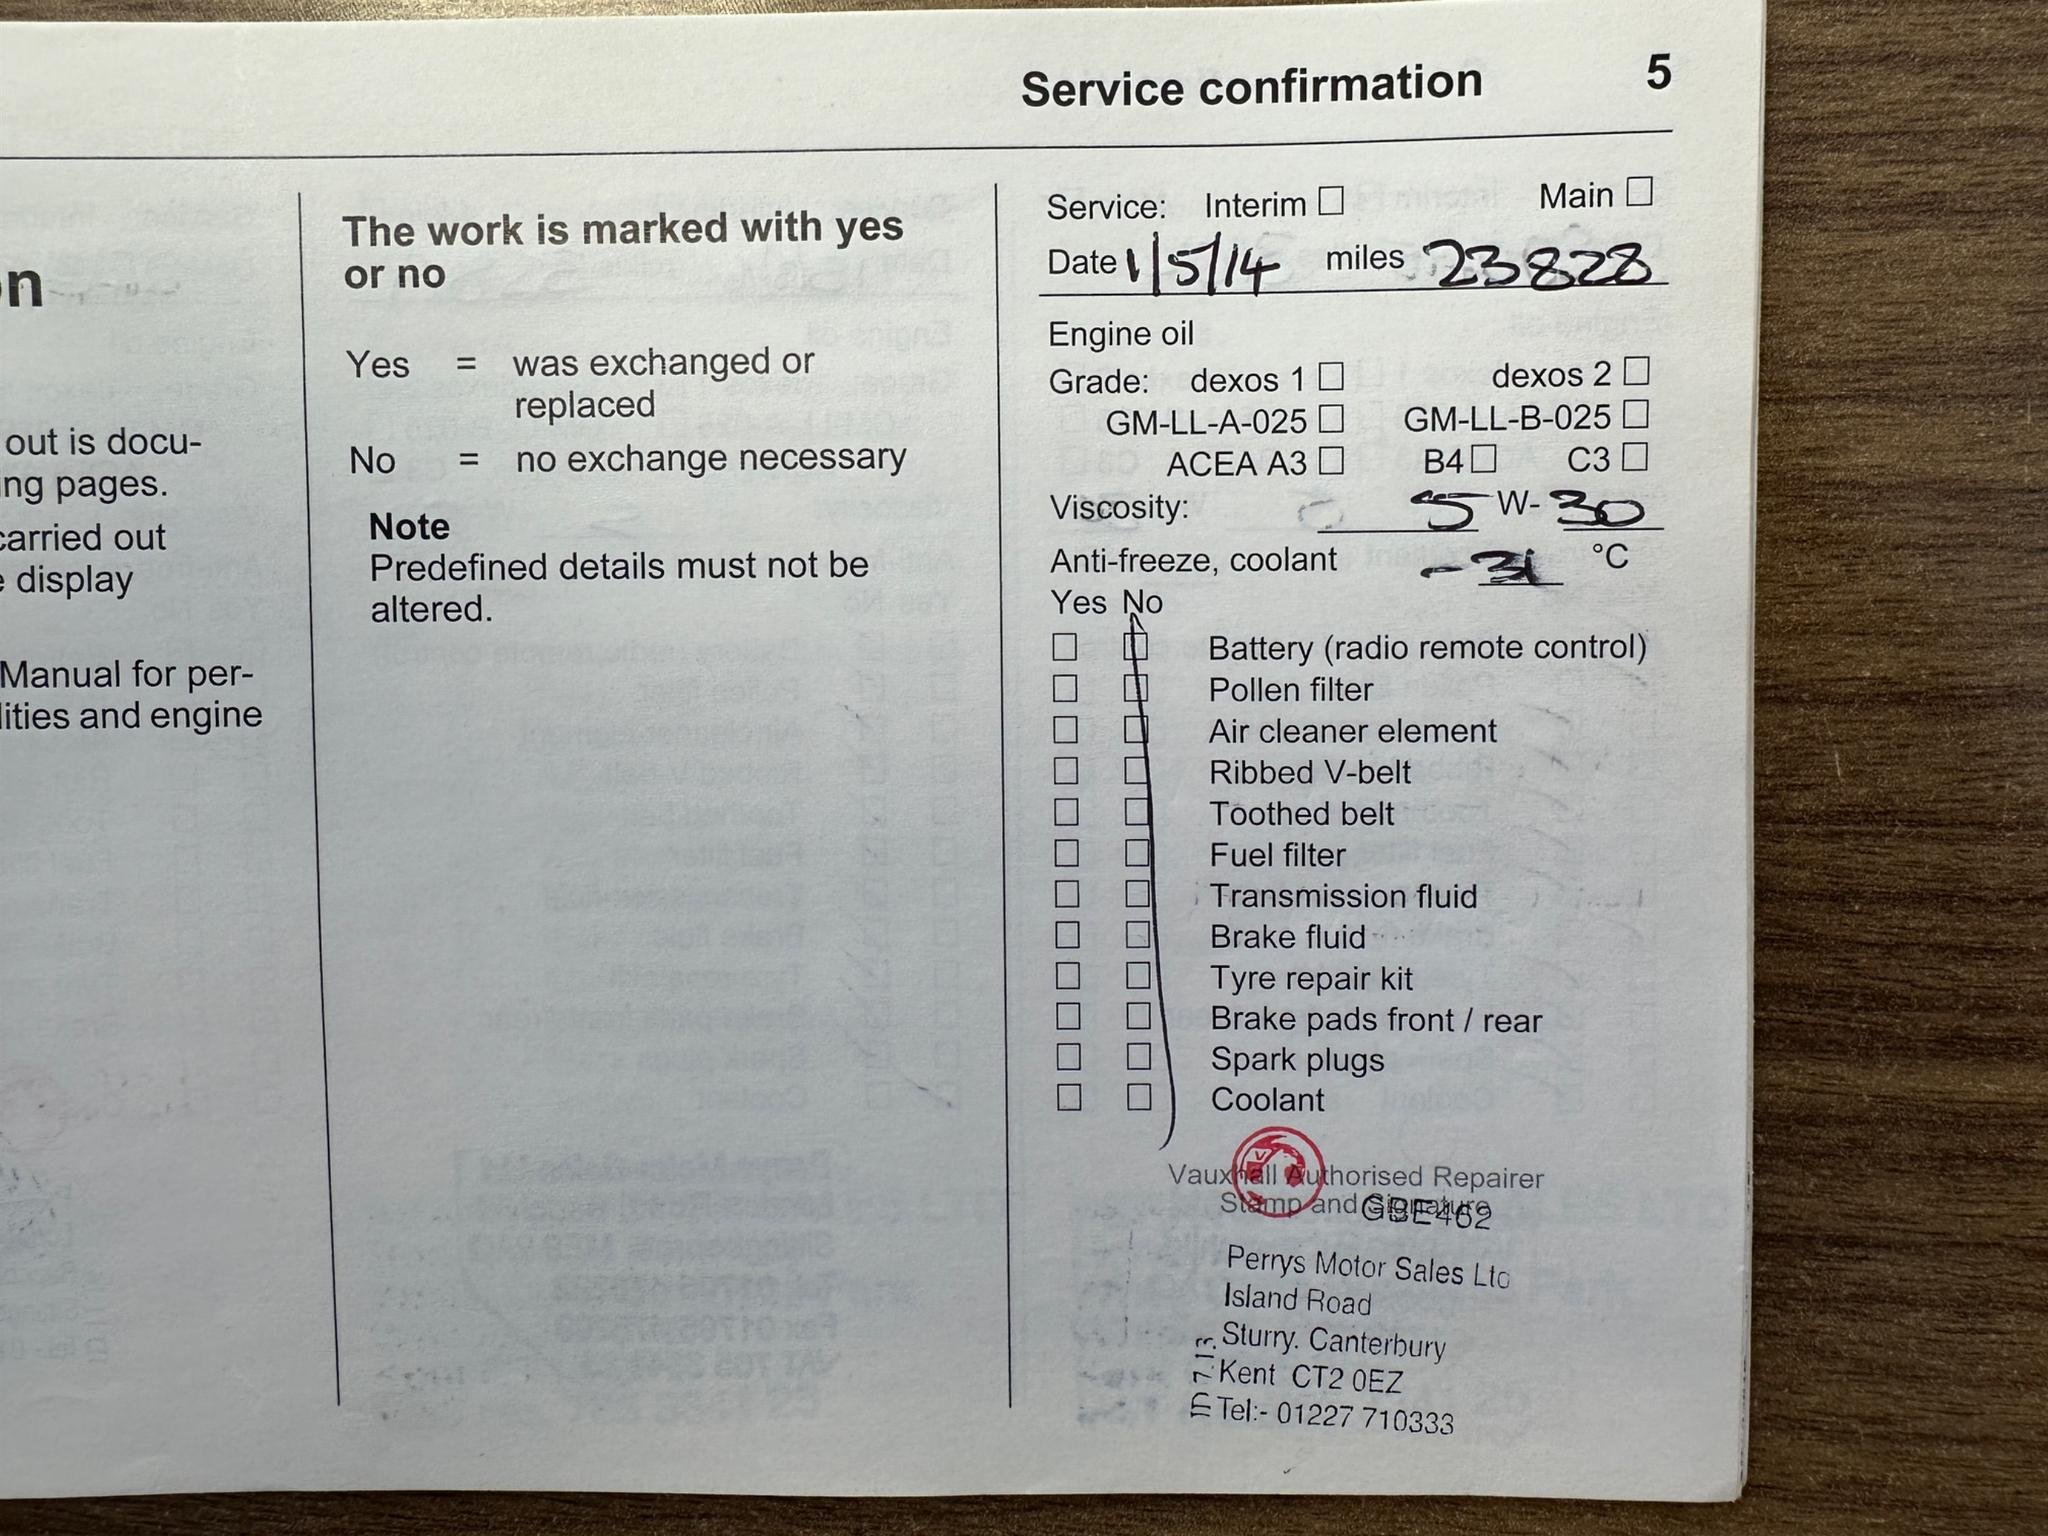 Service confirmation 5
n
out is docu-
ing pages.
carried out
e display
Manual for per-
lities and engine
The work is marked with yes
or no
Yes = was exchanged or
replaced
No = no exchange necessary
Note
Predefined details must not be
altered.
Service: Interim ☐ Main ☐
Date 1/5/14 miles 23828
Engine oil
Grade: dexos 1 ☐ dexos 2 ☐
GM-LL-A-025 ☐ GM-LL-B-025 ☐
ACEA A3 ☐ B4 ☐ C3 ☐
Viscosity: 5 W- 30
Anti-freeze, coolant -31 °C
Yes No
☐ ☐ Battery (radio remote control)
☐ ☐ Pollen filter
☐ ☐ Air cleaner element
☐ ☐ Ribbed V-belt
☐ ☐ Toothed belt
☐ ☐ Fuel filter
☐ ☐ Transmission fluid
☐ ☐ Brake fluid
☐ ☐ Tyre repair kit
☐ ☐ Brake pads front / rear
☐ ☐ Spark plugs
☐ ☐ Coolant
Vauxhall Authorised Repairer
Stamp and Signature
GBE462
Perrys Motor Sales Ltd
Island Road
Sturry. Canterbury
Kent CT2 0EZ
Tel:- 01227 710333